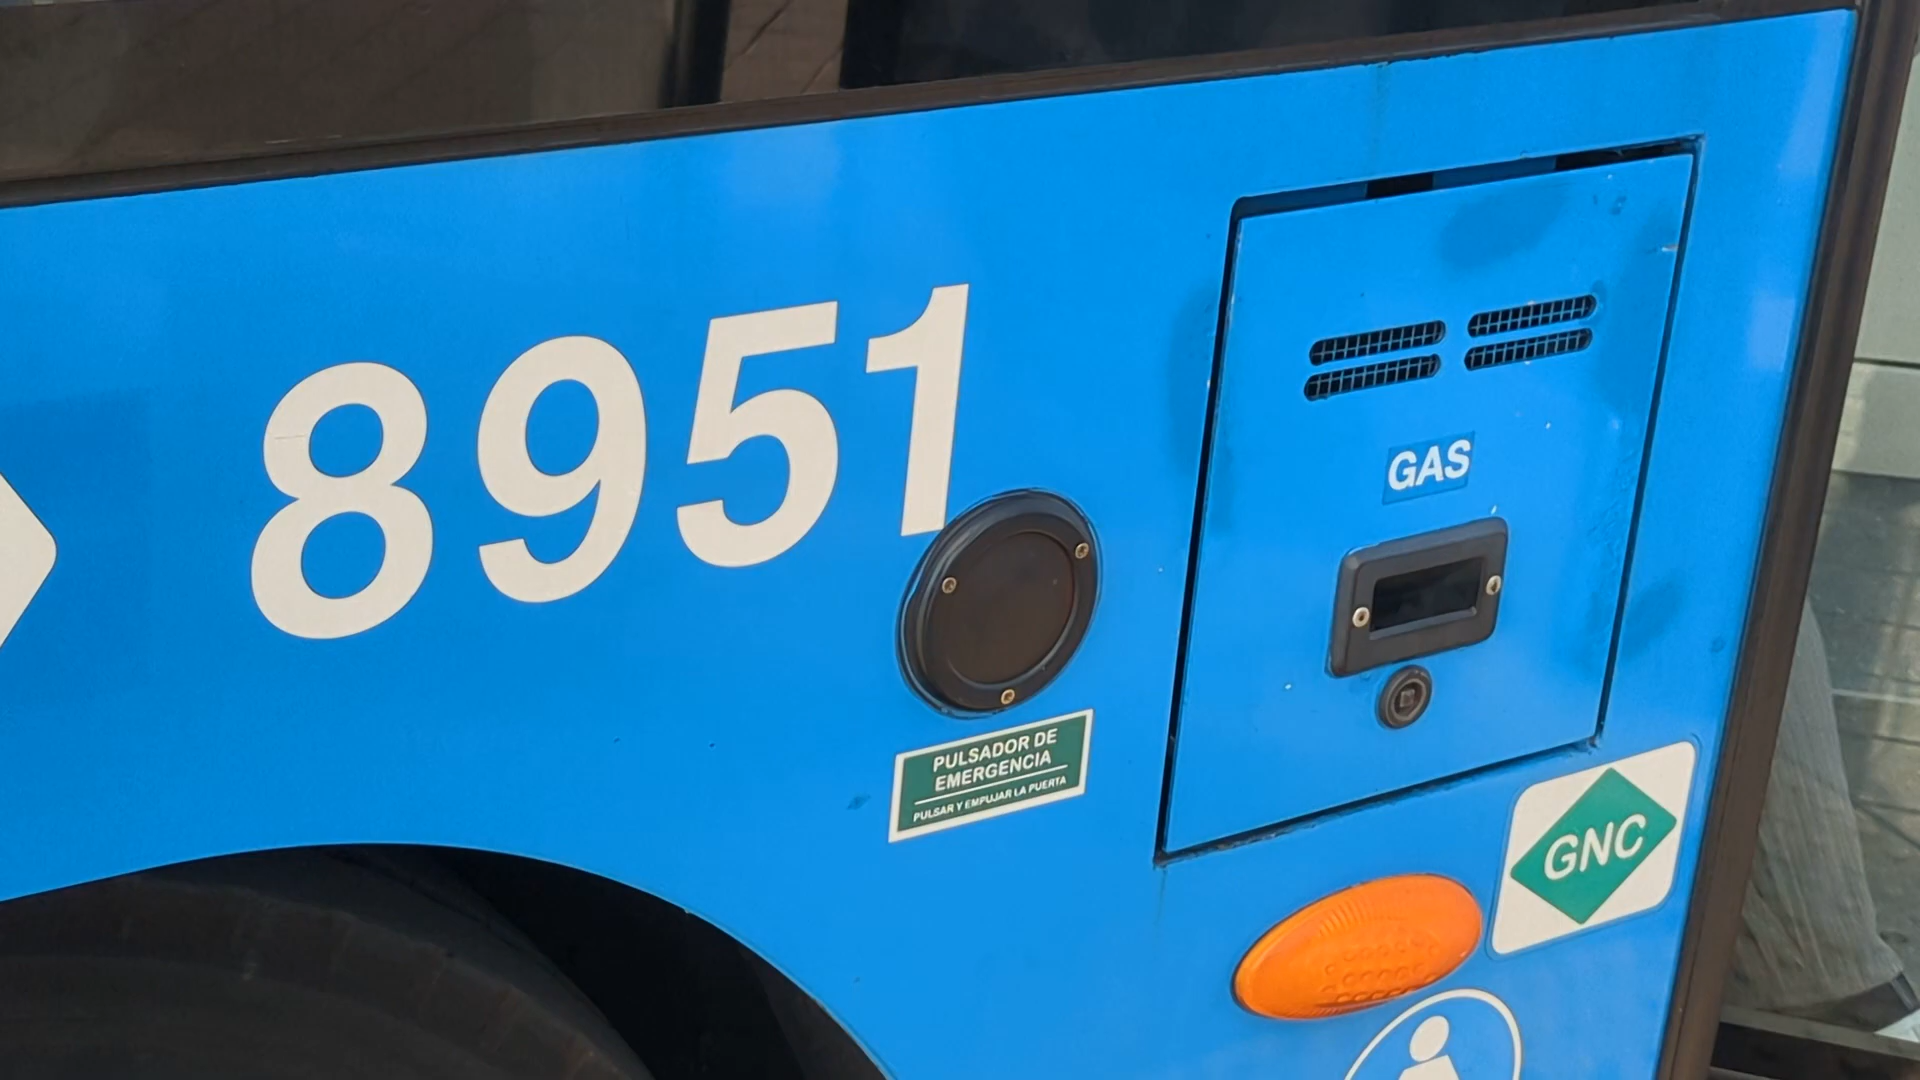 8951
GAS
PULSADOR DE
EMERGENCIA
PULSAR Y EMPUJAR LA PUERTA
GNC